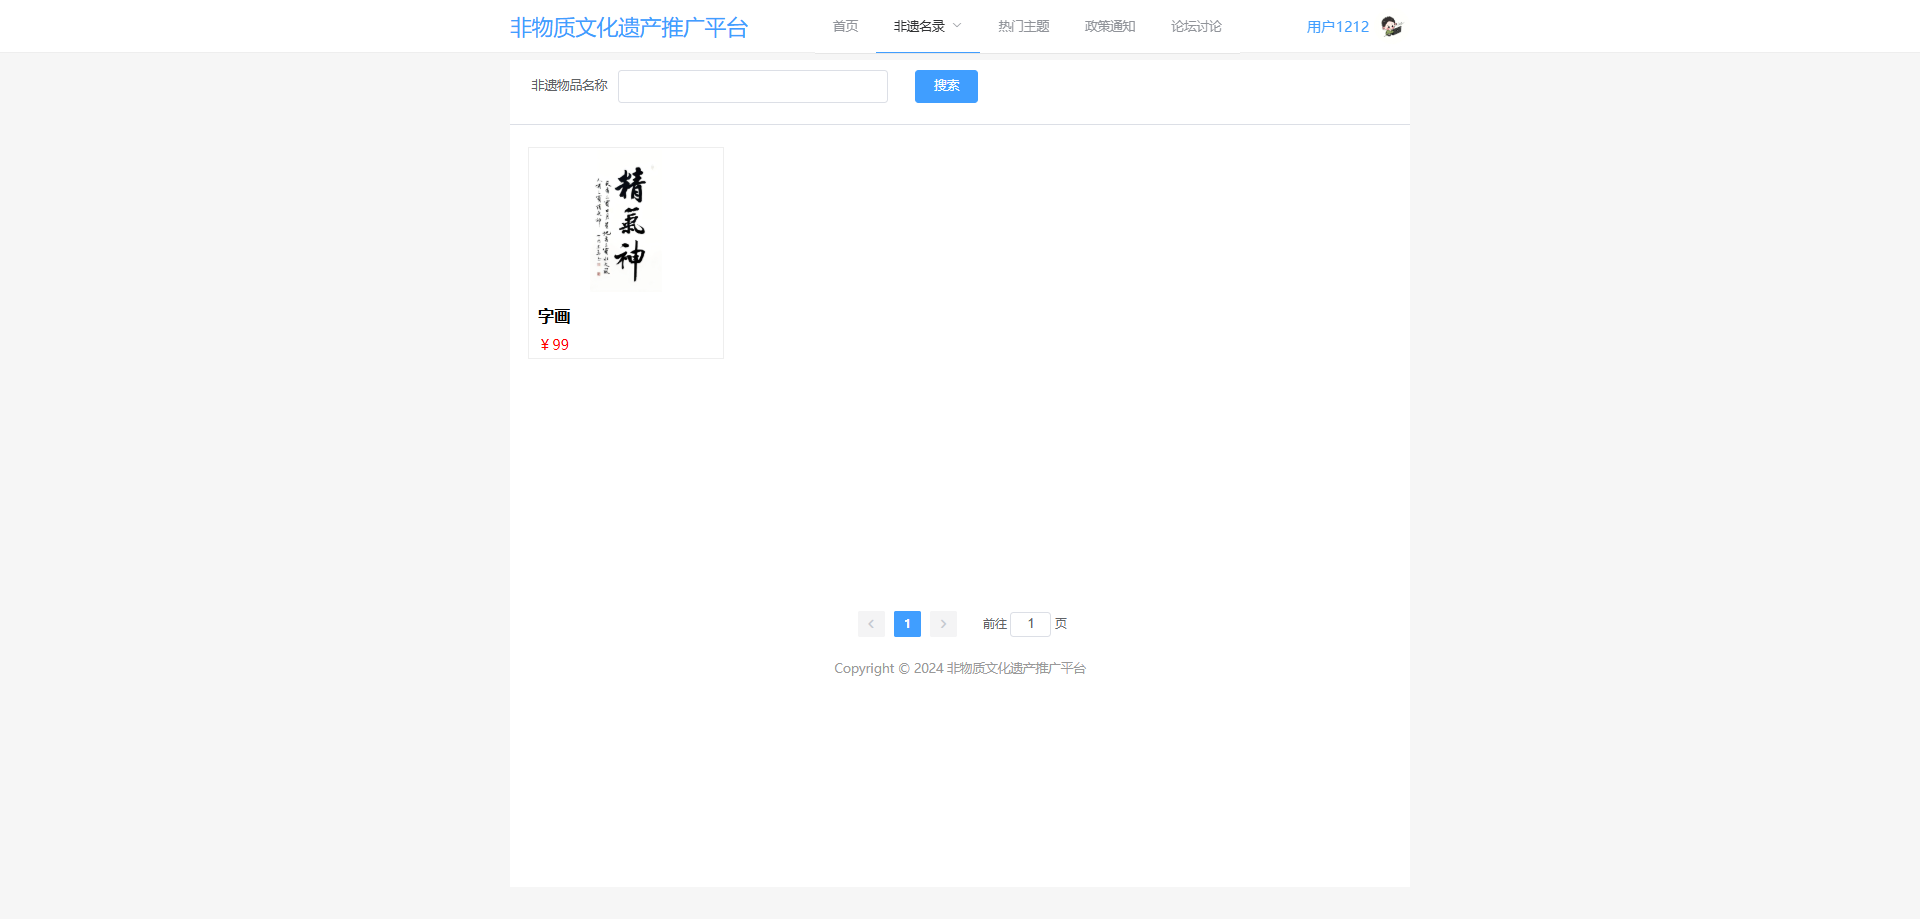 非物质文化遗产推广平台
首页 非遗名录 热门主题 政策通知 论坛讨论
用户1212
非遗物品名称
搜索
精氣神
字画
¥ 99
1
前往 1 页
Copyright © 2024 非物质文化遗产推广平台